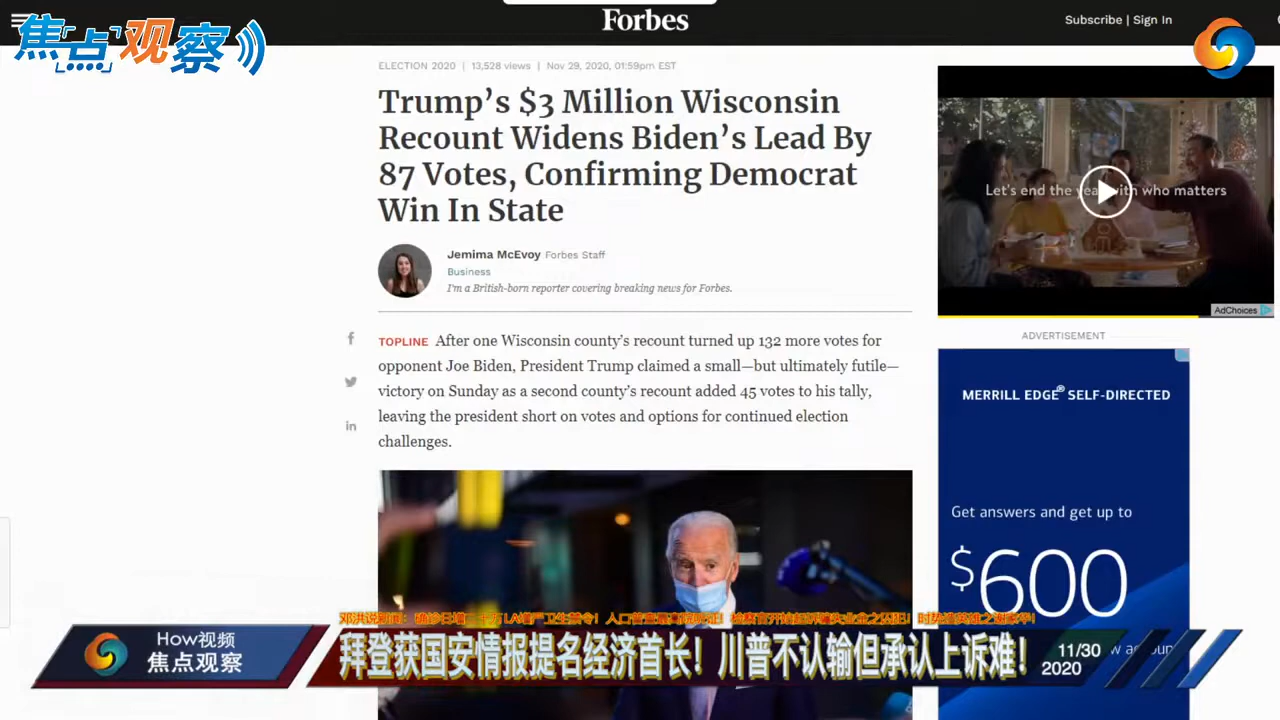 Forbes
Subscribe | Sign In
焦点观察
ELECTION 2020 | 13,528 views | Nov 29, 2020, 01:59pm EST
Trump's $3 Million Wisconsin
Recount Widens Biden's Lead By
87 Votes, Confirming Democrat
Win In State
Jemima McEvoy Forbes Staff
Business
I'm a British-born reporter covering breaking news for Forbes.
TOPLINE After one Wisconsin county's recount turned up 132 more votes for
opponent Joe Biden, President Trump claimed a small—but ultimately futile—
victory on Sunday as a second county's recount added 45 votes to his tally,
leaving the president short on votes and options for continued election
challenges.
Let's end the year with who matters
AdChoices
ADVERTISEMENT
MERRILL EDGE® SELF-DIRECTED
Get answers and get up to
$600
How视频
焦点观察
拜登获国安情报提名经济首长！川普不认输但承认上诉难！
11/30
2020